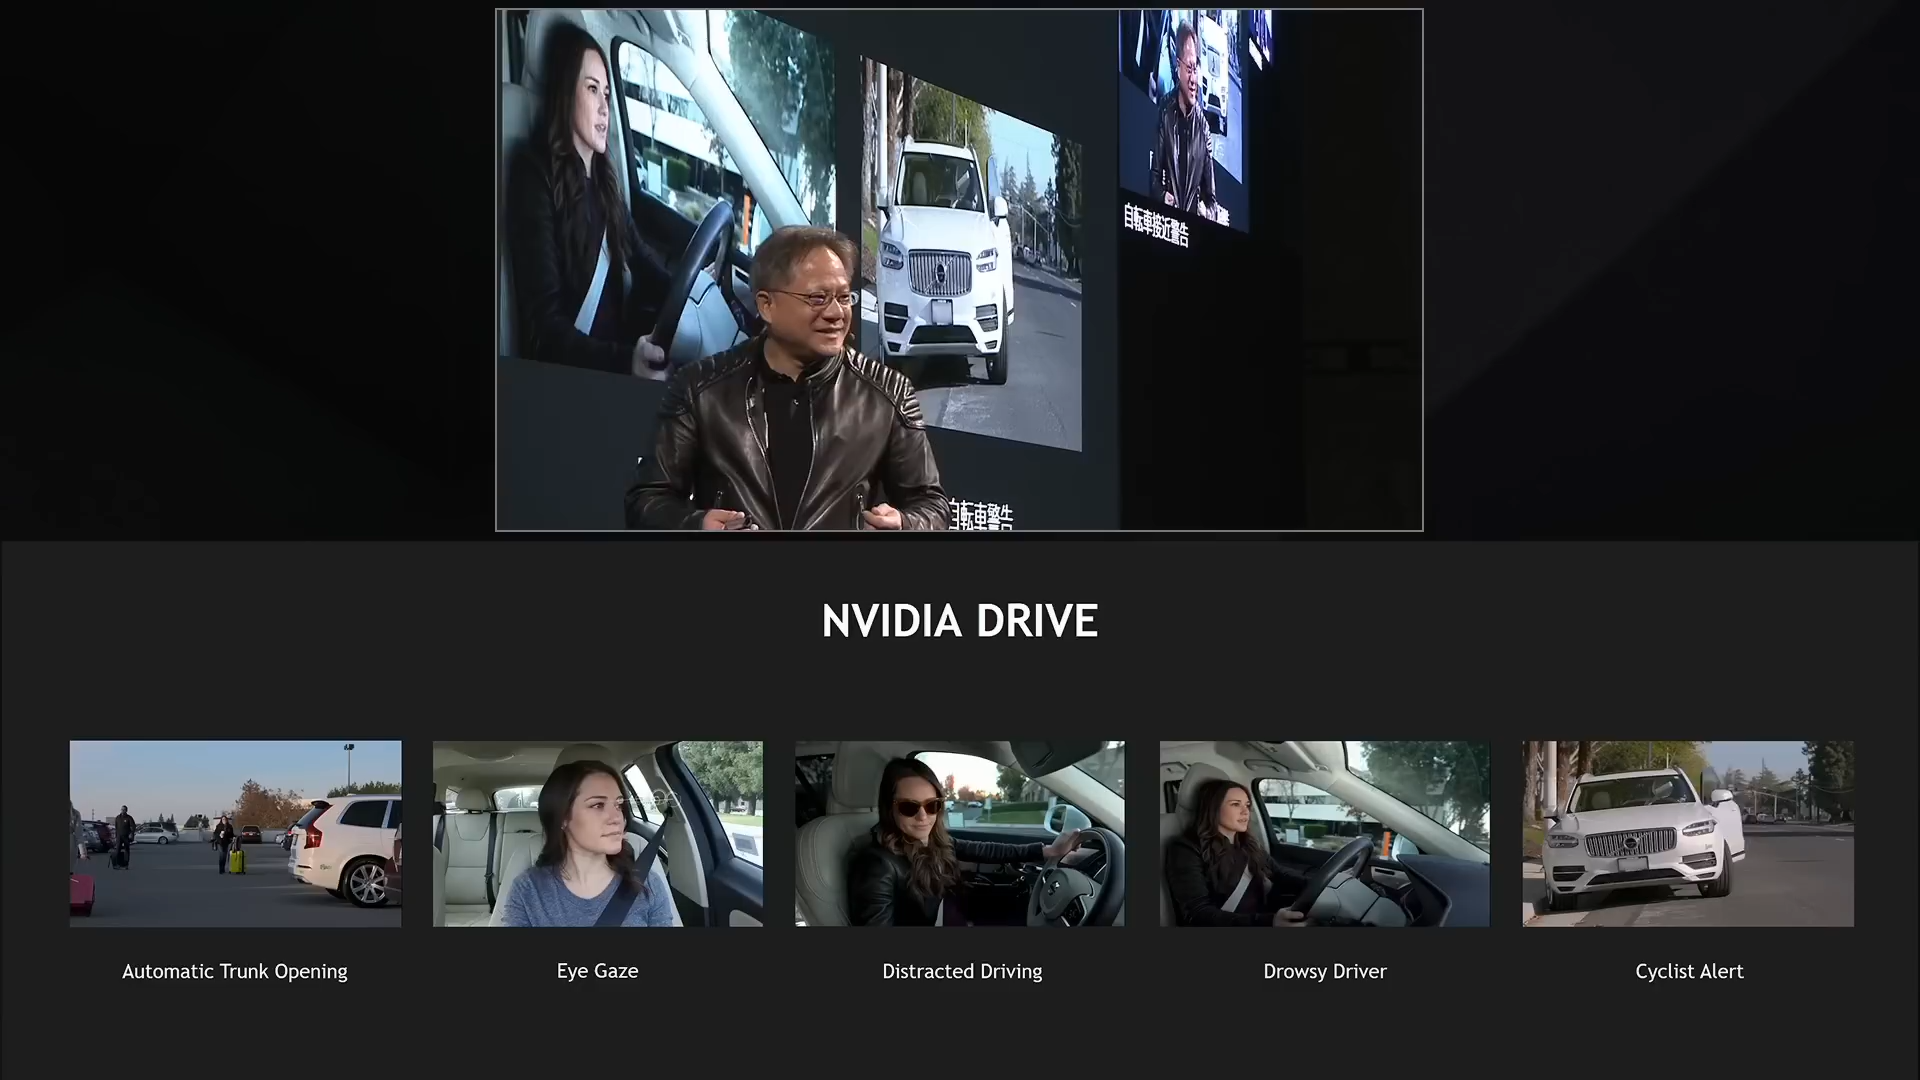 自転車接近警告
自転車警告
NVIDIA DRIVE
Automatic Trunk Opening
Eye Gaze
Distracted Driving
Drowsy Driver
Cyclist Alert